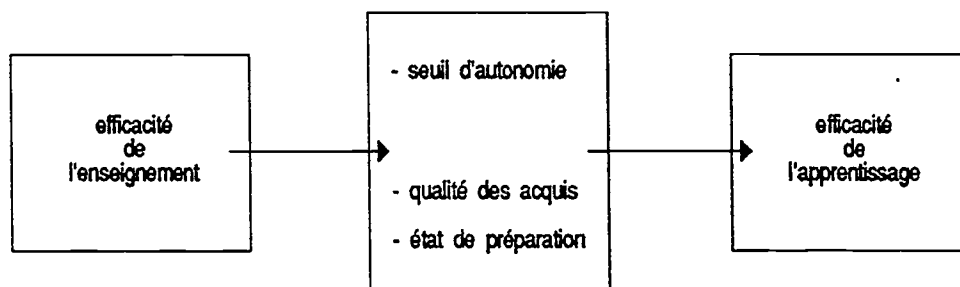 efficacité
de
l'enseignement
- seuil d'autonomie
- qualité des acquis
- état de préparation
efficacité
de
l'apprentissage